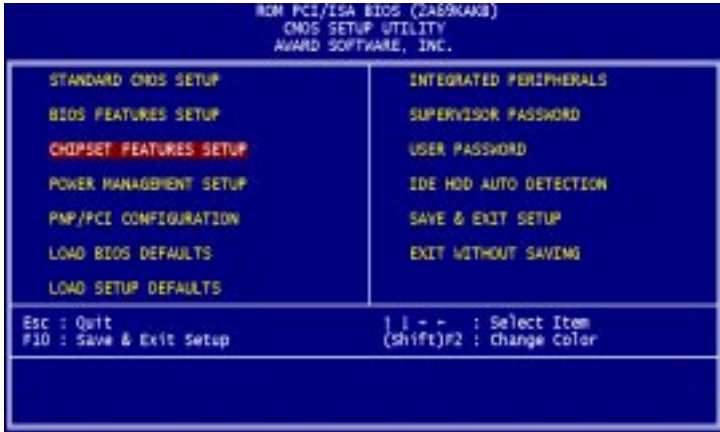 ROM PCI/ISA BIOS (2A69KAKB)
CMOS SETUP UTILITY
AWARD SOFTWARE, INC.
STANDARD CMOS SETUP
BIOS FEATURES SETUP
CHIPSET FEATURES SETUP
POWER MANAGEMENT SETUP
PNP/PCI CONFIGURATION
LOAD BIOS DEFAULTS
LOAD SETUP DEFAULTS
INTEGRATED PERIPHERALS
SUPERVISOR PASSWORD
USER PASSWORD
IDE HDD AUTO DETECTION
SAVE & EXIT SETUP
EXIT WITHOUT SAVING
Esc : Quit
F10 : Save & Exit Setup
: Select Item
(Shift)F2 : Change Color